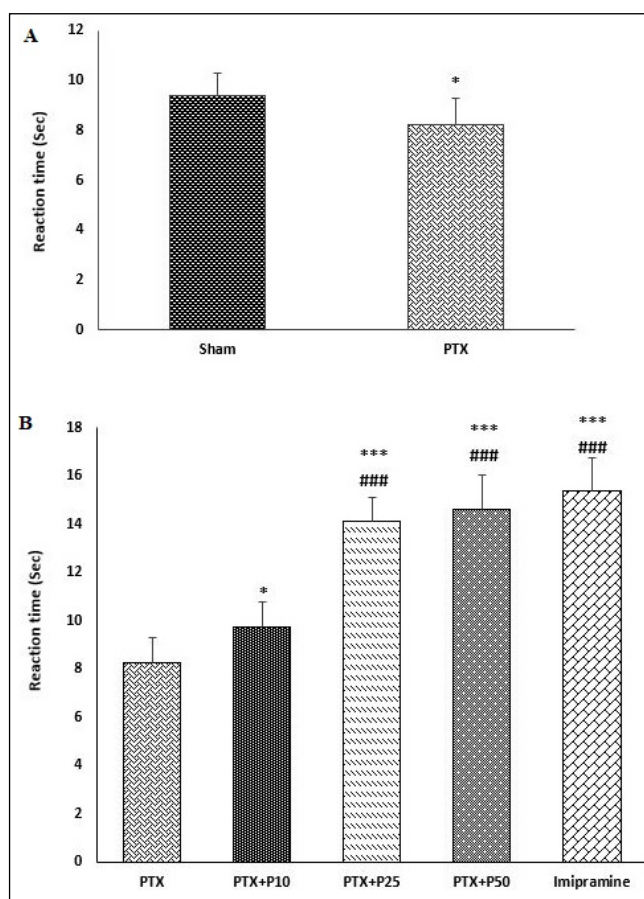 A
Reaction time (Sec)
12
10
8
6
4
2
0
*
Sham
PTX
B
Reaction time (Sec)
18
16
14
12
10
8
6
4
2
0
*
***
###
***
###
***
###
PTX
PTX+P10
PTX+P25
PTX+P50
Imipramine